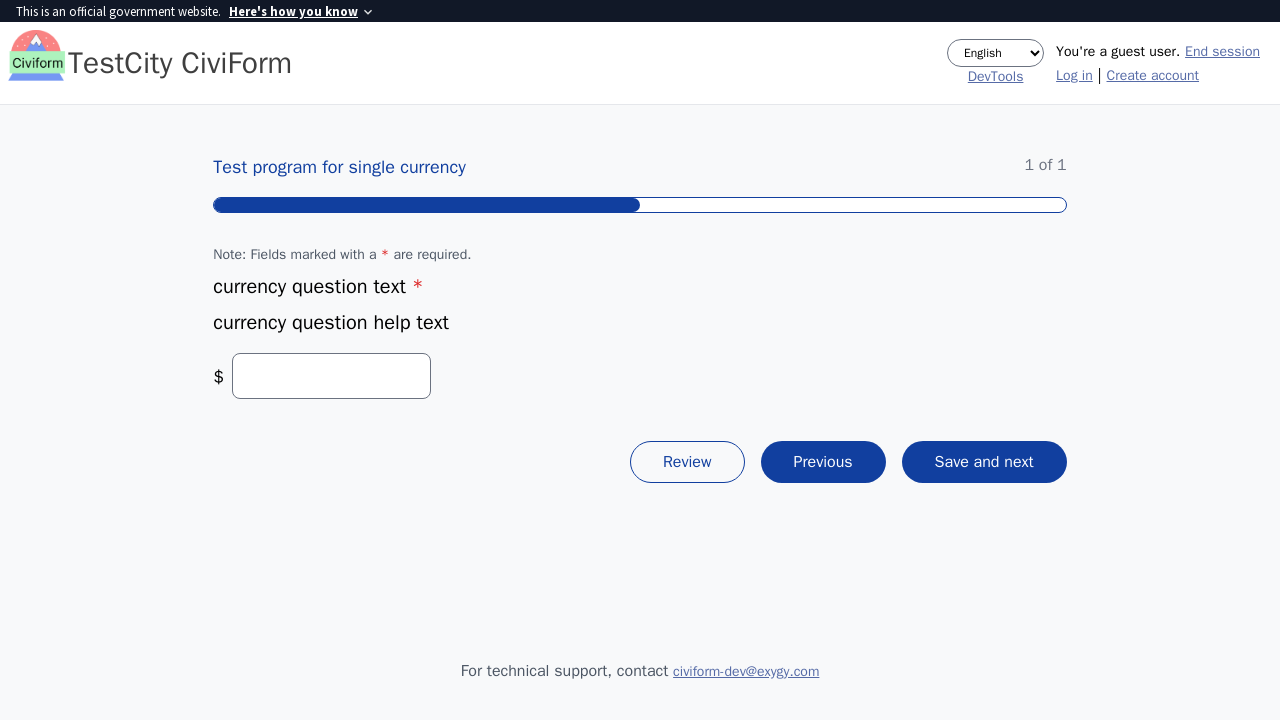 This is an official government website. Here's how you know
Civiform
TestCity CiviForm
English
DevTools
You're a guest user. End session
Log in | Create account
Test program for single currency
1 of 1
Note: Fields marked with a * are required.
currency question text *
currency question help text
$
Review
Previous
Save and next
For technical support, contact civiform-dev@exygy.com